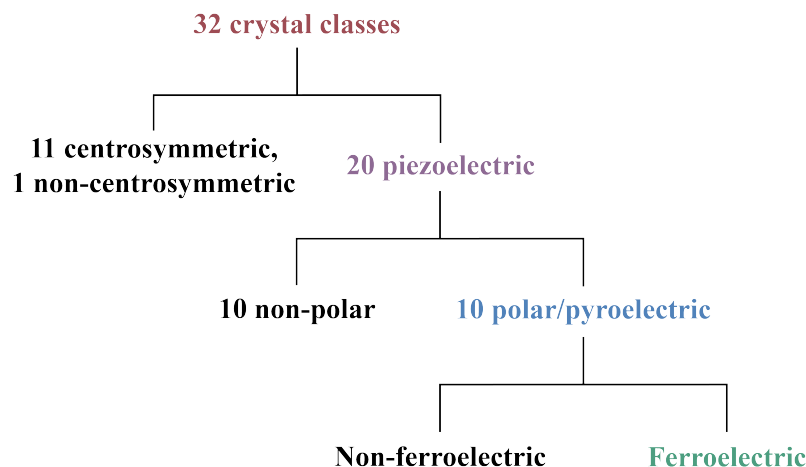 32 crystal classes
11 centrosymmetric,
1 non-centrosymmetric
20 piezoelectric
10 non-polar
10 polar/pyroelectric
Non-ferroelectric
Ferroelectric